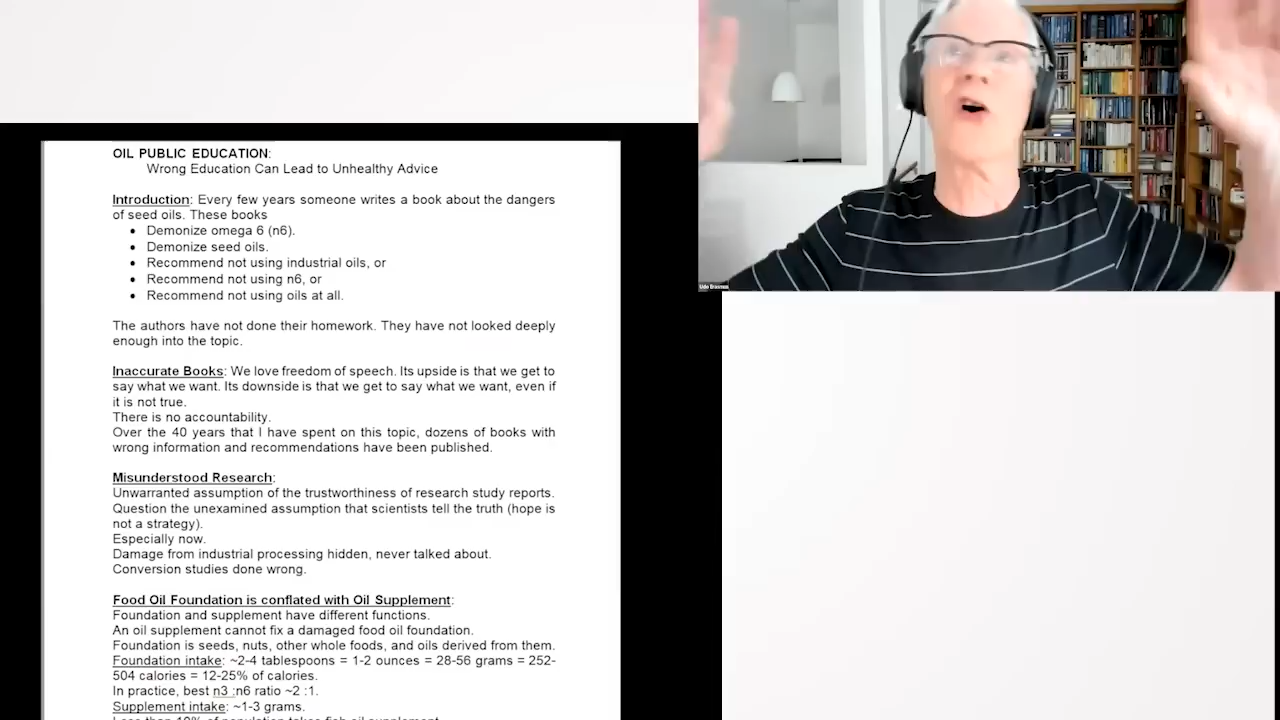 OIL PUBLIC EDUCATION:
Wrong Education Can Lead to Unhealthy Advice
Introduction: Every few years someone writes a book about the dangers
of seed oils. These books
• Demonize omega 6 (n6).
• Demonize seed oils.
• Recommend not using industrial oils, or
• Recommend not using n6, or
• Recommend not using oils at all.
The authors have not done their homework. They have not looked deeply
enough into the topic.
Inaccurate Books: We love freedom of speech. Its upside is that we get to
say what we want. Its downside is that we get to say what we want, even if
it is not true.
There is no accountability.
Over the 40 years that I have spent on this topic, dozens of books with
wrong information and recommendations have been published.
Misunderstood Research:
Unwarranted assumption of the trustworthiness of research study reports.
Question the unexamined assumption that scientists tell the truth (hope is
not a strategy).
Especially now.
Damage from industrial processing hidden, never talked about.
Conversion studies done wrong.
Food Oil Foundation is conflated with Oil Supplement:
Foundation and supplement have different functions.
An oil supplement cannot fix a damaged food oil foundation.
Foundation is seeds, nuts, other whole foods, and oils derived from them.
Foundation intake: ~2-4 tablespoons = 1-2 ounces = 28-56 grams = 252-
504 calories = 12-25% of calories.
In practice, best n3 :n6 ratio ~2 :1.
Supplement intake: ~1-3 grams.
Less than 10% of population takes fish oil supplement
Udo Erasmus